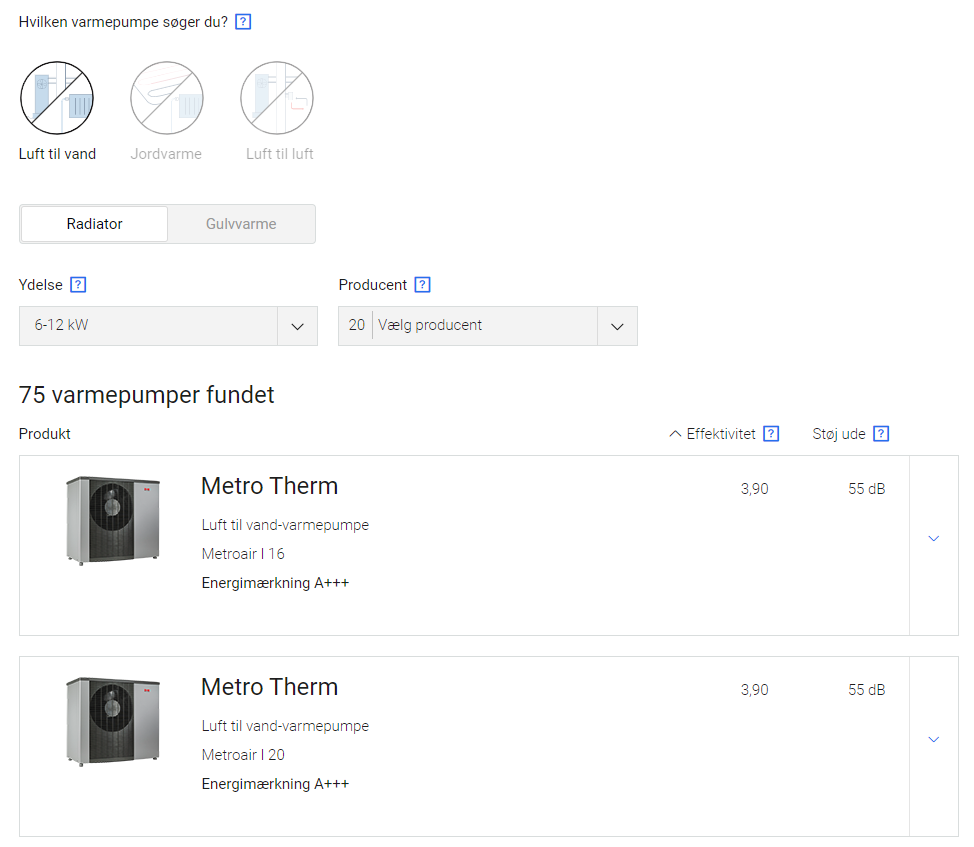 Hvilken varmepumpe søger du? ?
Luft til vand Jordvarme Luft til luft
Radiator Gulvvarme
Ydelse ? Producent ?
6-12 kW 20 Vælg producent
75 varmepumper fundet
Produkt Effektivitet ? Støj ude ?
Metro Therm 3,90 55 dB
Luft til vand-varmepumpe
Metroair I 16
Energimærkning A+++
Metro Therm 3,90 55 dB
Luft til vand-varmepumpe
Metroair I 20
Energimærkning A+++